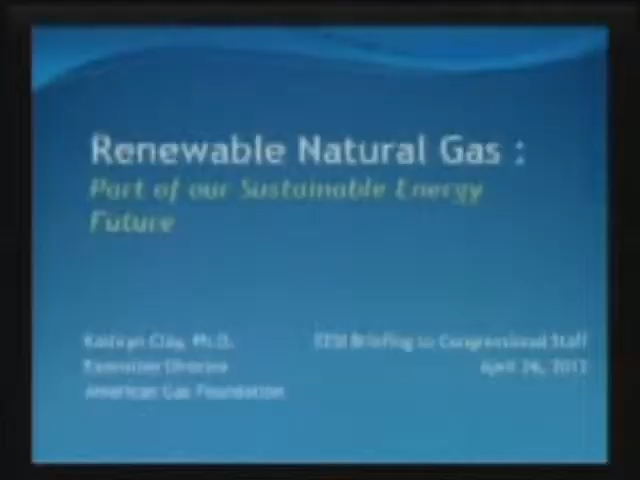 Renewable Natural Gas :
Part of our Sustainable Energy
Future
Kathryn Clay, Ph.D.
Executive Director
American Gas Foundation
EESI Briefing to Congressional Staff
April 26,